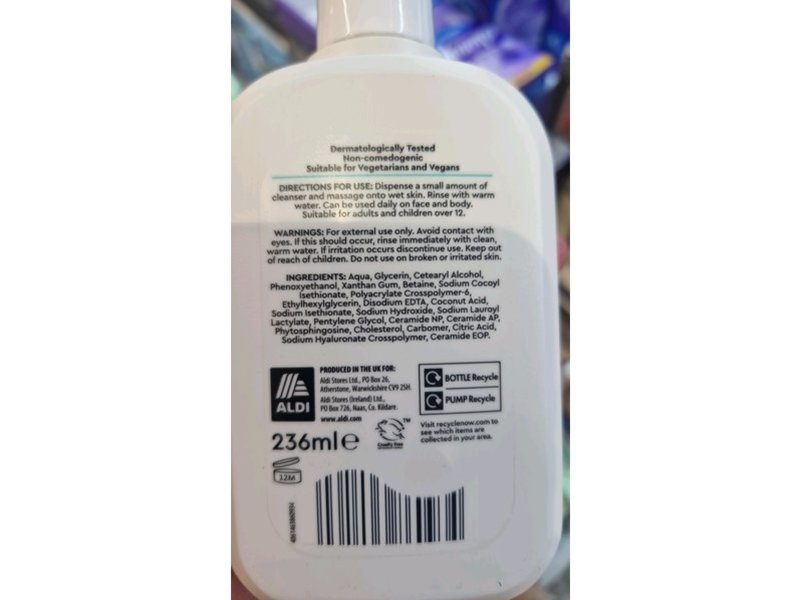 Dermatologically Tested
Non-comedogenic
Suitable for Vegetarians and Vegans
DIRECTIONS FOR USE: Dispense a small amount of
cleanser and massage onto wet skin. Rinse with warm
water. Can be used daily on face and body.
Suitable for adults and children over 12.
WARNINGS: For external use only. Avoid contact with
eyes. If this should occur, rinse immediately with clean,
warm water. If irritation occurs discontinue use. Keep out
of reach of children. Do not use on broken or irritated skin.
INGREDIENTS: Aqua, Glycerin, Cetearyl Alcohol,
Phenoxyethanol, Xanthan Gum, Betaine, Sodium Cocoyl
Isethionate, Polyacrylate Crosspolymer-6,
Ethylhexylglycerin, Disodium EDTA, Coconut Acid,
Sodium Isethionate, Sodium Hydroxide, Sodium Lauroyl
Lactylate, Pentylene Glycol, Ceramide NP, Ceramide AP,
Phytosphingosine, Cholesterol, Carbomer, Citric Acid,
Sodium Hyaluronate Crosspolymer, Ceramide EOP.
PRODUCED IN THE UK FOR:
Aldi Stores Ltd., PO Box 26,
Atherstone, Warwickshire CV9 2SH.
Aldi Stores (Ireland) Ltd.,
PO Box 726, Naas, Co. Kildare.
www.aldi.com
ALDI
BOTTLE Recycle
PUMP Recycle
Visit recyclenow.com to
see which items are
collected in your area.
236ml e
Cruelty Free
TM
12M